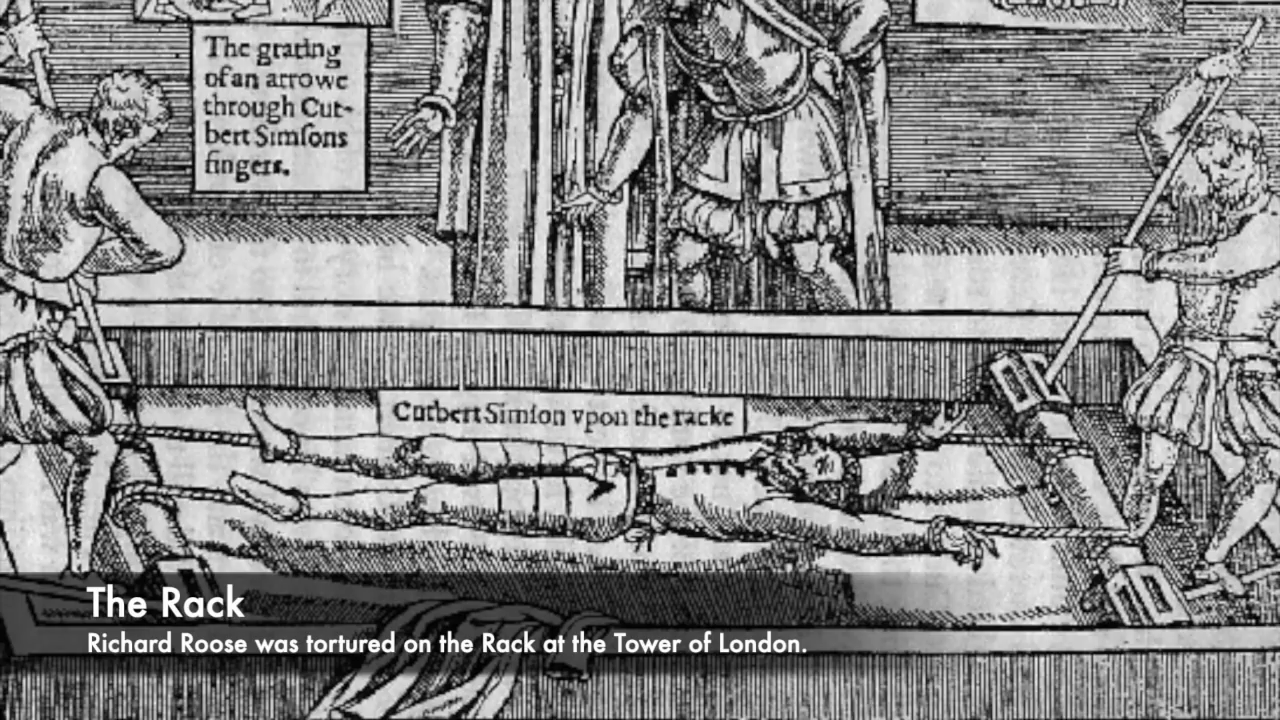 The grating
of an arrowe
through Cut-
bert Simsons
fingers.
Cutbert Simson vpon the racke
The Rack
Richard Roose was tortured on the Rack at the Tower of London.